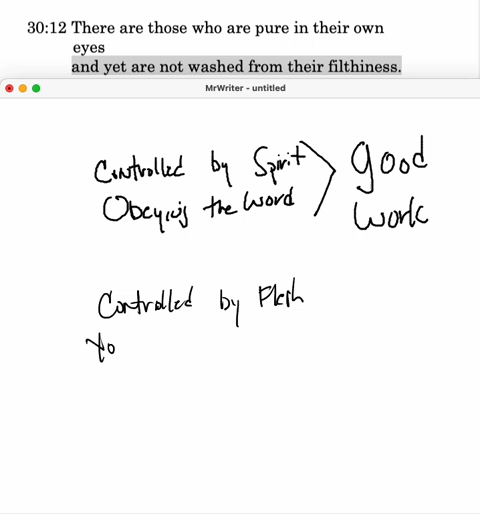 30:12 There are those who are pure in their own
eyes
and yet are not washed from their filthiness.
MrWriter - untitled
Controlled by Spirit
Obeying the Word
good
work
Controlled by Flesh
Yo